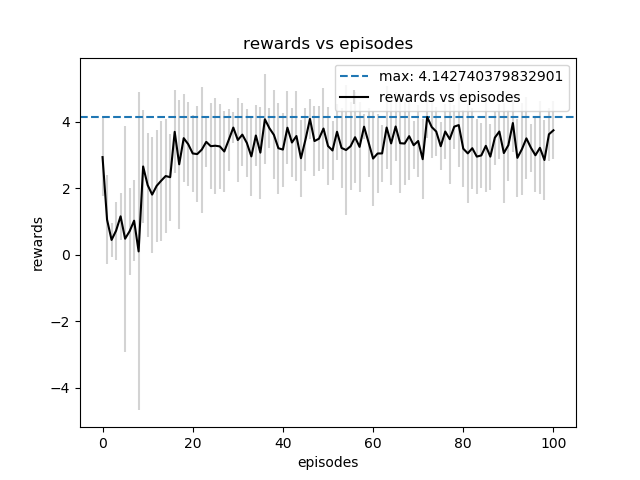 rewards vs episodes
max: 4.142740379832901
rewards vs episodes
rewards
4
2
0
−2
−4
0 20 40 60 80 100
episodes